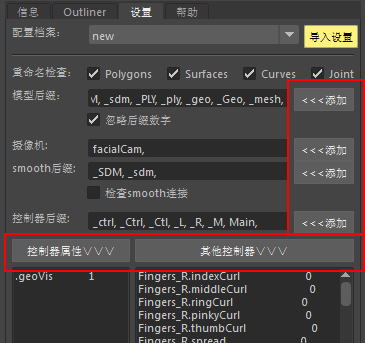 信息 Outliner 设置 帮助
配置档案: new 导入设置
重命名检查: Polygons Surfaces Curves Joint
模型后缀: _sdm, _PLY, _ply, _geo, _Geo, _mesh, <<<添加
忽略后缀数字
摄像机: facialCam, <<<添加
smooth后缀: _SDM, _sdm, <<<添加
检查smooth连接
控制器后缀: _ctrl, _Ctrl, _Ctl, _L, _R, _M, Main, <<<添加
控制器属性∨∨∨ 其他控制器∨∨∨
.geoVis 1 Fingers_R.indexCurl 0
Fingers_R.middleCurl 0
Fingers_R.ringCurl 0
Fingers_R.pinkyCurl 0
Fingers_R.thumbCurl 0
Fingers_R.spread 0